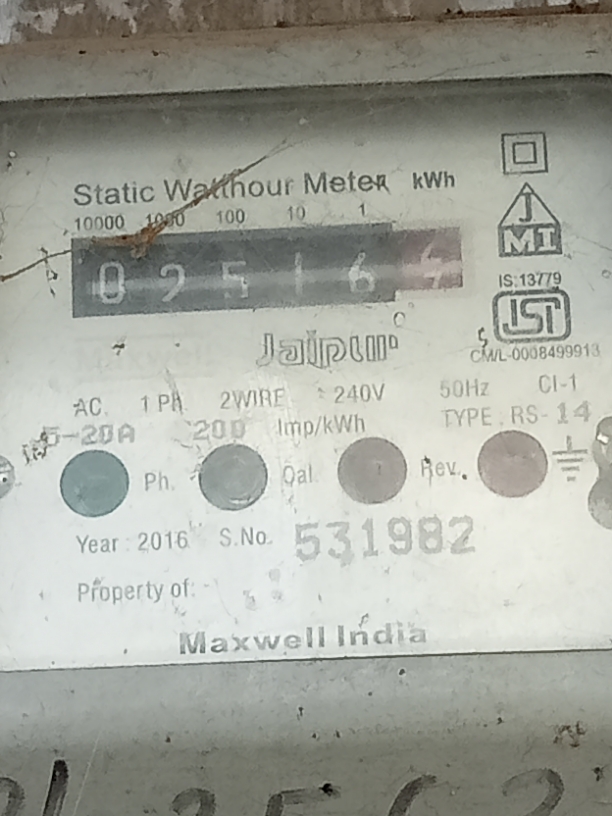 Static Watthour Meter kWh
10000 1000 100 10 1
0 2 5 1 6
J
MI
IS:13779
ISI
Jaipur
CM/L-0008499913
AC. 1 Ph 2WIRE 240V 50Hz Cl-1
5-20A 200 Imp/kWh TYPE : RS-14
Ph. Cal Rev.
Year : 2016 S.No. 531982
Property of:
Maxwell India